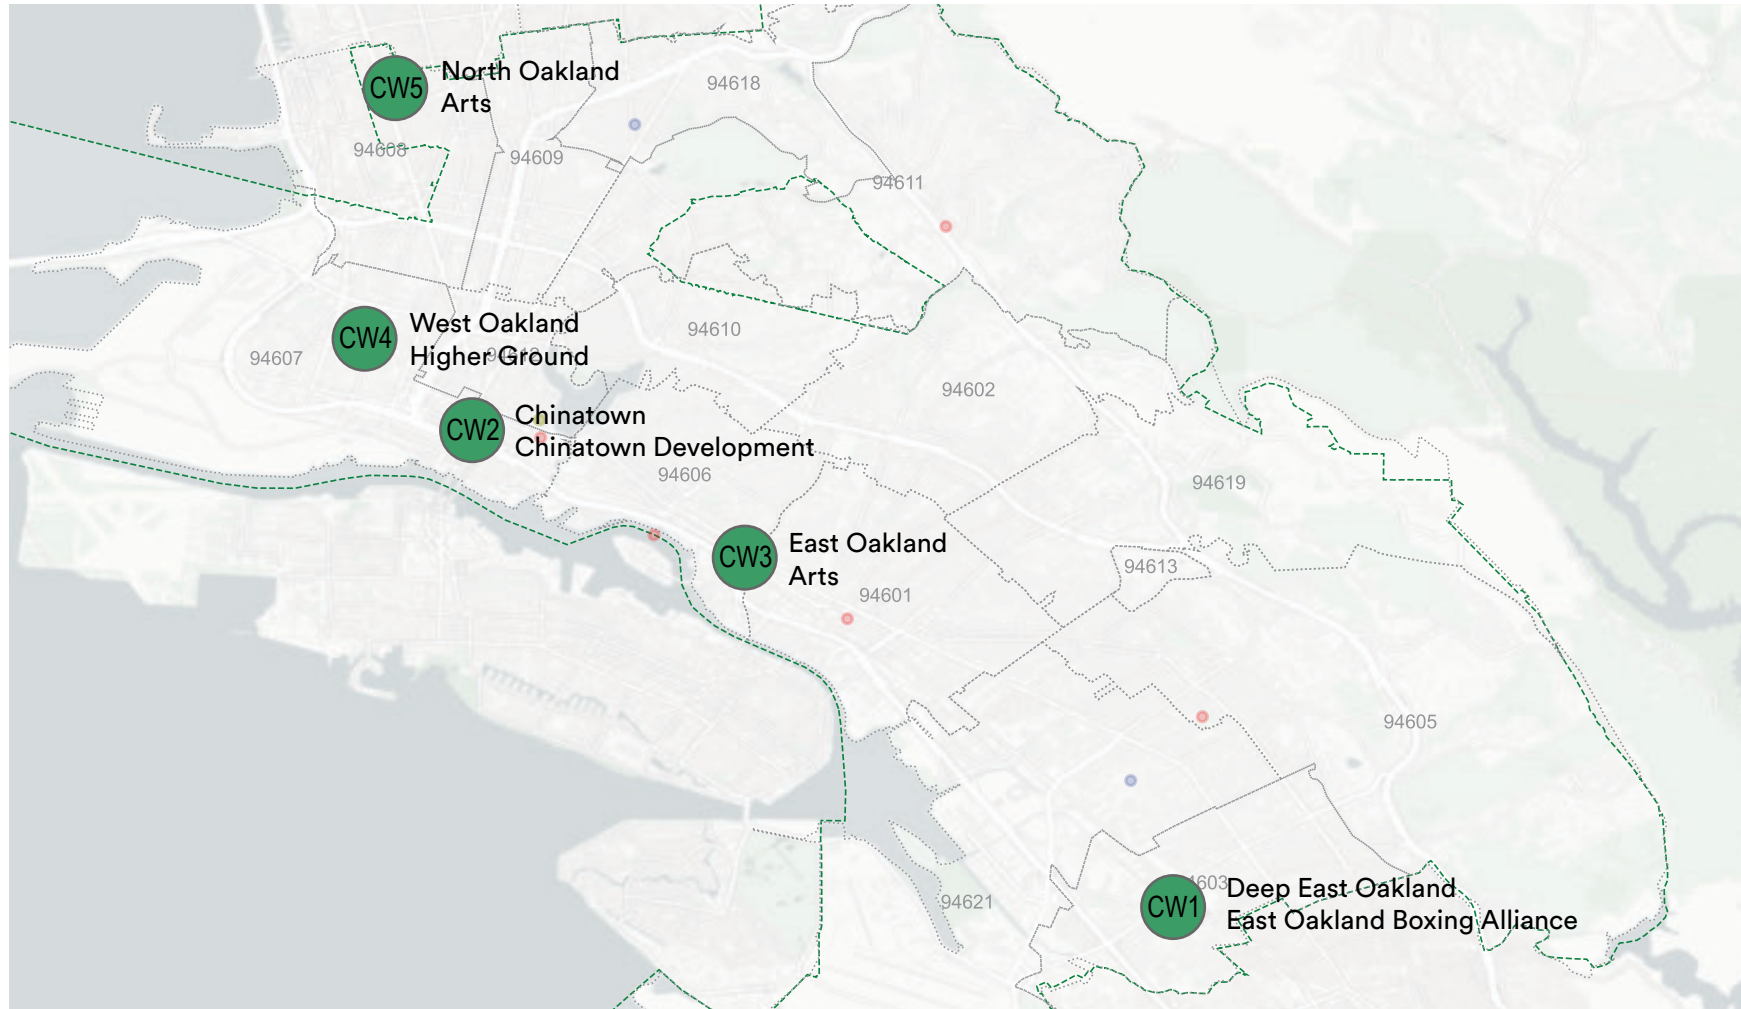 94618
CW5
North Oakland
Arts
94608
94609
94611
CW4
West Oakland
Higher Ground
94607
94610
94602
CW2
Chinatown
Chinatown Development
94606
94619
CW3
East Oakland
Arts
94613
94601
94605
CW1
Deep East Oakland
East Oakland Boxing Alliance
94621